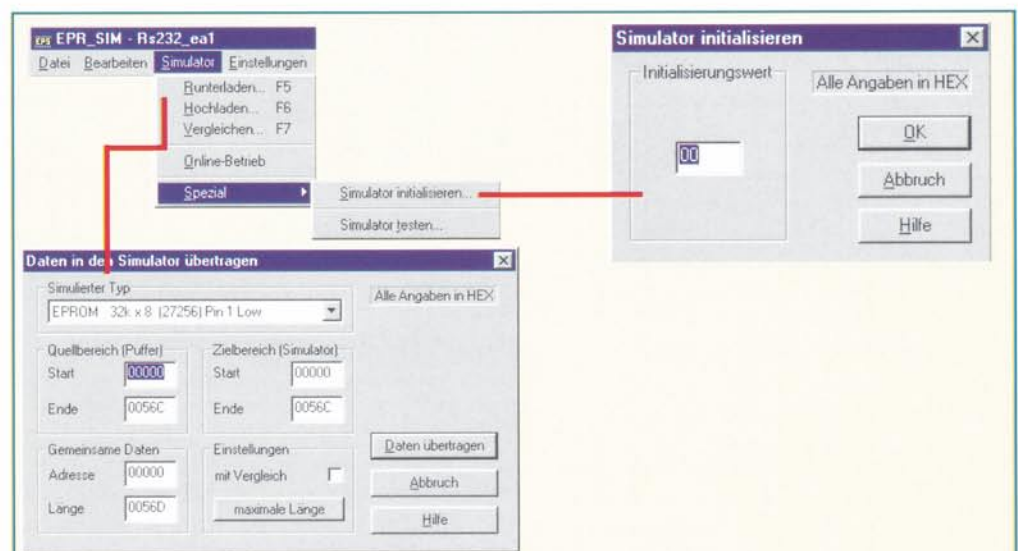 EPS EPR_SIM - Rs232_ea1
Datei Bearbeiten Simulator Einstellungen
Runterladen... F5
Hochladen... F6
Vergleichen... F7
Online-Betrieb
Spezial
Simulator initialisieren...
Simulator testen...
Simulator initialisieren
Initialisierungswert
Alle Angaben in HEX
00
OK
Abbruch
Hilfe
Daten in den Simulator übertragen
Simulierter Typ
EPROM 32k x 8 (27256) Pin 1 Low
Alle Angaben in HEX
Quellbereich (Puffer)
Start 00000
Ende 0056C
Zielbereich (Simulator)
Start 00000
Ende 0056C
Gemeinsame Daten
Adresse 00000
Länge 0056D
Einstellungen
mit Vergleich
maximale Länge
Daten übertragen
Abbruch
Hilfe